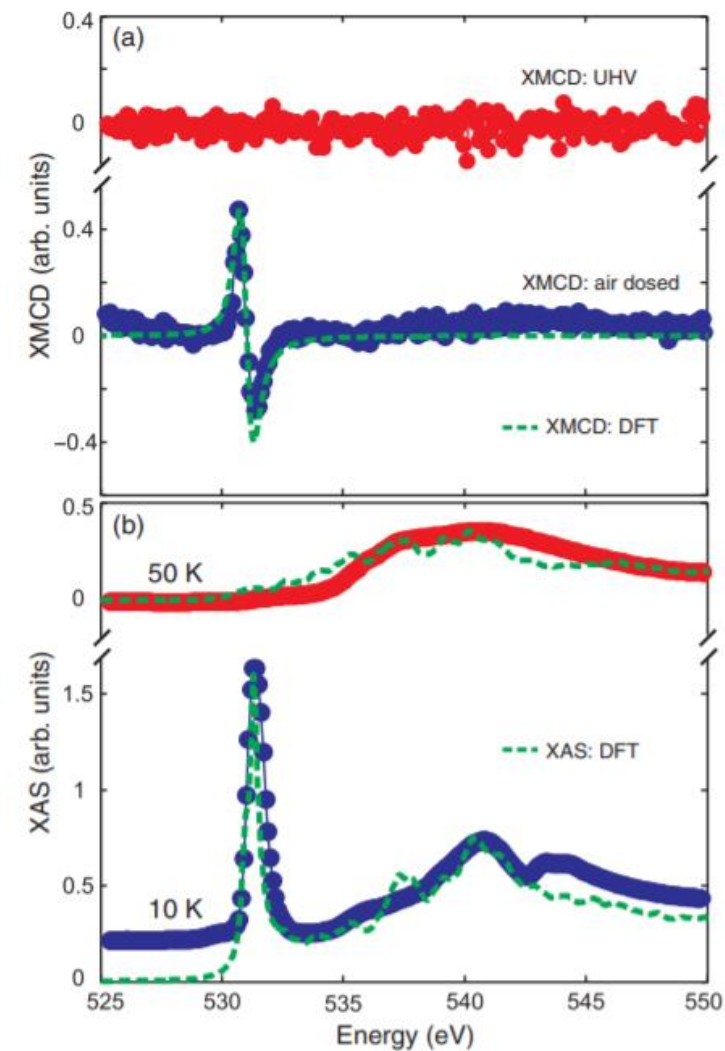 0.4
(a)
XMCD: UHV
0
XMCD (arb. units)
0.4
XMCD: air dosed
0
XMCD: DFT
−0.4
0.5
(b)
50 K
0
XAS (arb. units)
1.5
XAS: DFT
1
0.5
10 K
0
525 530 535 540 545 550
Energy (eV)